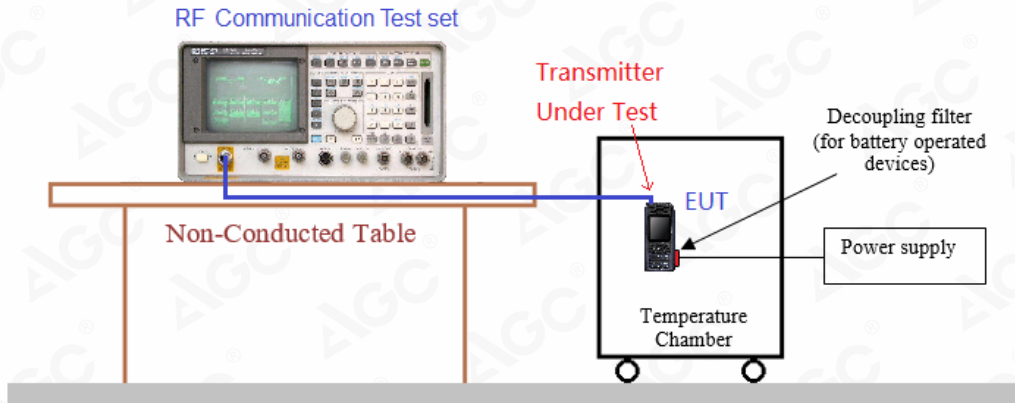 RF Communication Test set
Transmitter
Under Test
Decoupling filter
(for battery operated
devices)
EUT
Non-Conducted Table
Power supply
Temperature
Chamber
AGC